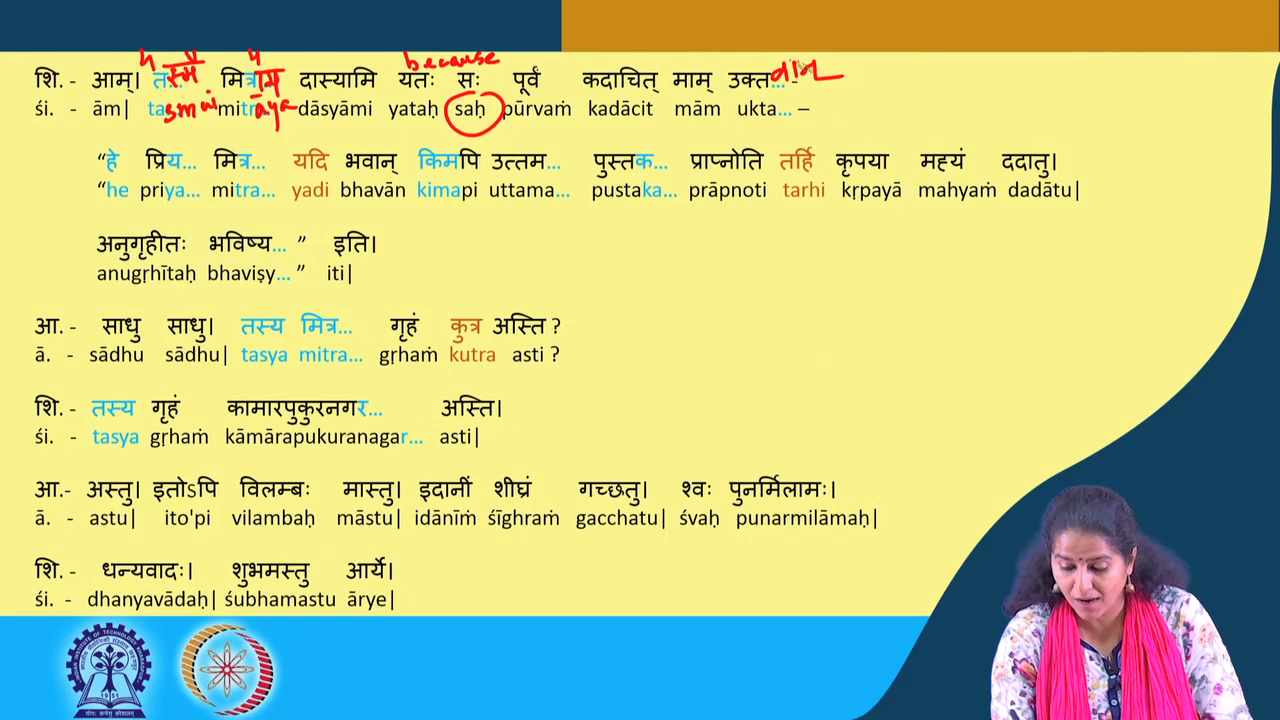 because
शि. - आम्। त... स्मै मित्र... ाय दास्यामि यतः सः पूर्वं कदाचित् माम् उक्त... वान् -
śi. - ām| ta... smai mitra... āya dāsyāmi yataḥ saḥ pūrvaṁ kadācit mām ukta... –
“हे प्रिय... मित्र... यदि भवान् किमपि उत्तम... पुस्तक... प्राप्नोति तर्हि कृपया मह्यं ददातु।
“he priya... mitra... yadi bhavān kimapi uttama... pustaka... prāpnoti tarhi kṛpayā mahyaṁ dadātu|
अनुगृहीतः भविष्य... ” इति।
anugṛhītaḥ bhaviṣy... ” iti|
आ. - साधु साधु। तस्य मित्र... गृहं कुत्र अस्ति ?
ā. - sādhu sādhu| tasya mitra... gṛhaṁ kutra asti ?
शि. - तस्य गृहं कामारपुकुरनगर... अस्ति।
śi. - tasya gṛhaṁ kāmārapukuranagar... asti|
आ.- अस्तु। इतोऽपि विलम्बः मास्तु। इदानीं शीघ्रं गच्छतु। श्वः पुनर्मिलामः।
ā. - astu| ito'pi vilambaḥ māstu| idānīṁ śīghraṁ gacchatu| śvaḥ punarmilāmaḥ|
शि. - धन्यवादः। शुभमस्तु आर्ये।
śi. - dhanyavādaḥ| śubhamastu ārye|